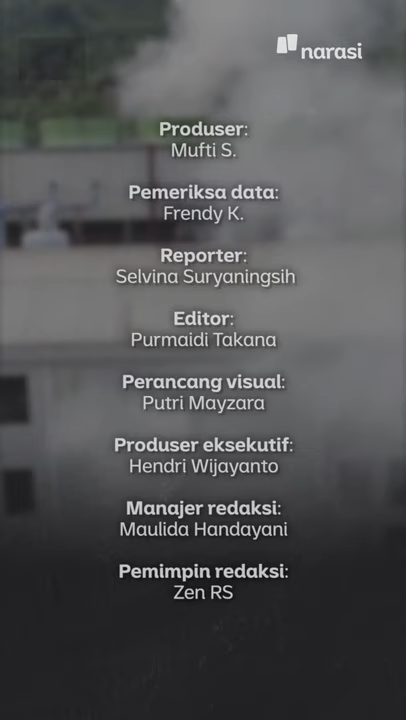 narasi
Produser:
Mufti S.
Pemeriksa data:
Frendy K.
Reporter:
Selvina Suryaningsih
Editor:
Purmaidi Takana
Perancang visual:
Putri Mayzara
Produser eksekutif:
Hendri Wijayanto
Manajer redaksi:
Maulida Handayani
Pemimpin redaksi:
Zen RS